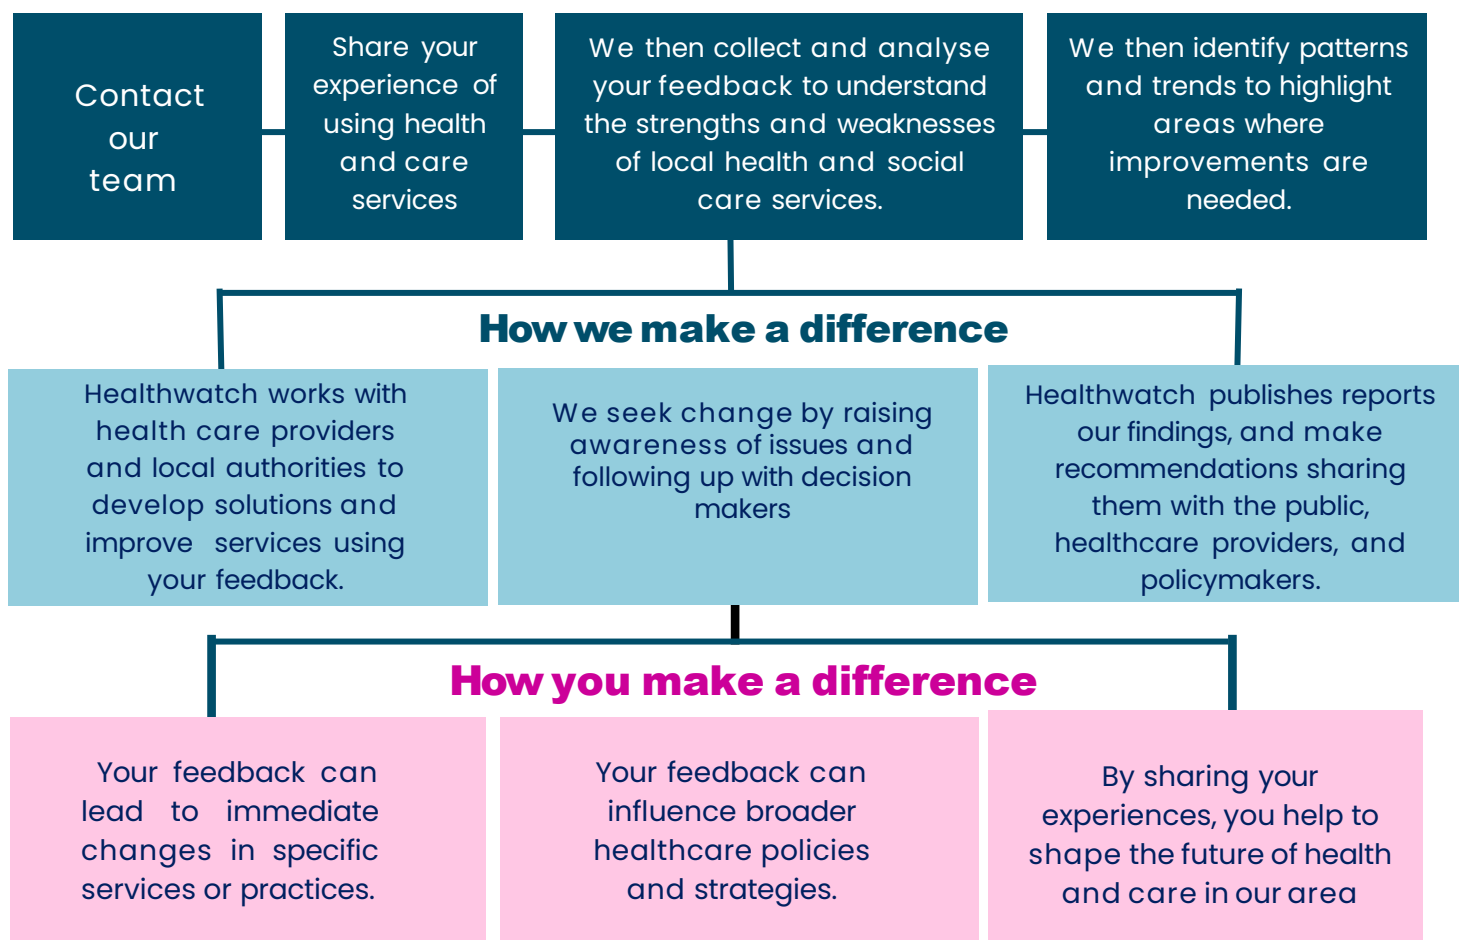 Contact
our
team
Share your
experience of
using health
and care
services
We then collect and analyse
your feedback to understand
the strengths and weaknesses
of local health and social
care services.
We then identify patterns
and trends to highlight
areas where
improvements are
needed.
How we make a difference
Healthwatch works with
health care providers
and local authorities to
develop solutions and
improve services using
your feedback.
We seek change by raising
awareness of issues and
following up with decision
makers
Healthwatch publishes reports
our findings, and make
recommendations sharing
them with the public,
healthcare providers, and
policymakers.
How you make a difference
Your feedback can
lead to immediate
changes in specific
services or practices.
Your feedback can
influence broader
healthcare policies
and strategies.
By sharing your
experiences, you help to
shape the future of health
and care in our area